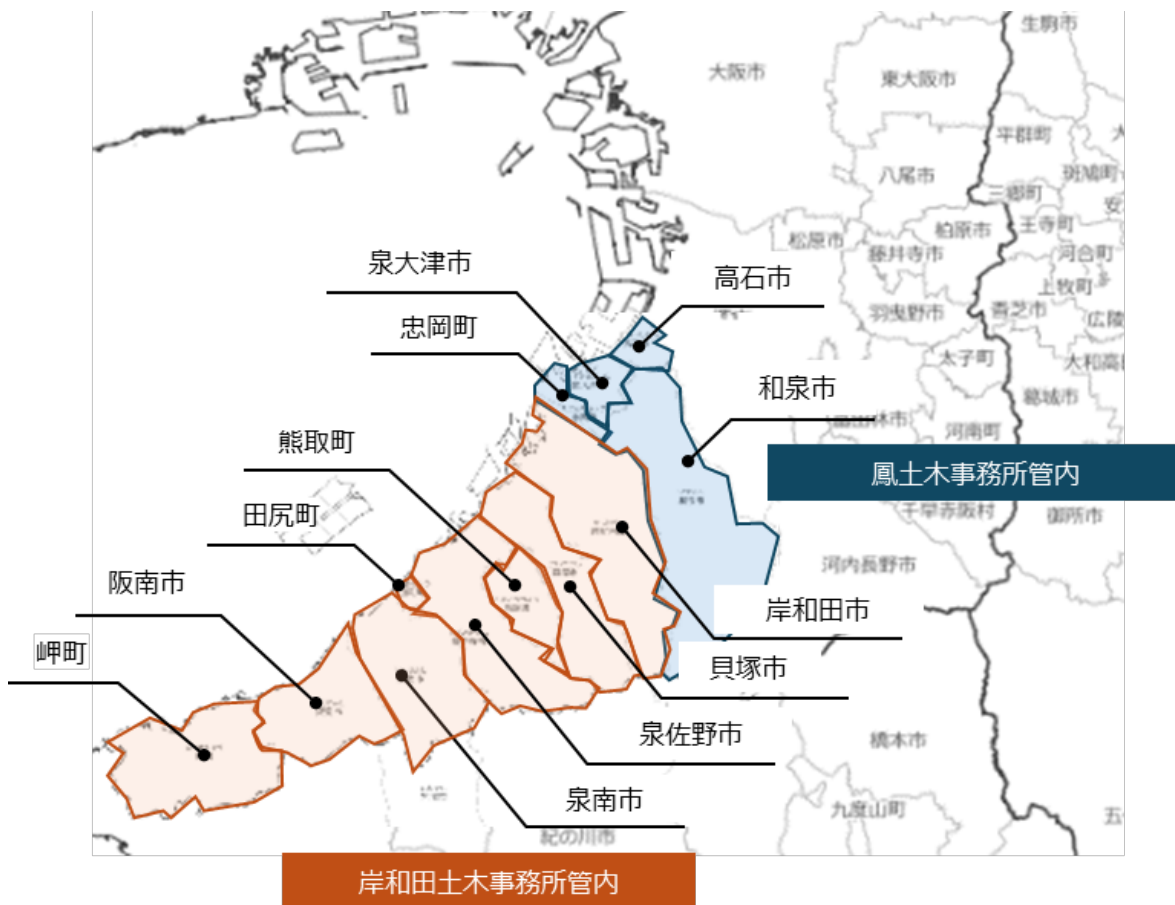 生駒市
大阪市
東大阪市
平群町
八尾市
斑鳩町
三郷町
柏原市
王寺町
松原市
藤井寺市
河合町
泉大津市
高石市
上牧町
羽曳野市
香芝市
広陵
忠岡町
太子町
大和高田
和泉市
葛城市
河南町
熊取町
鳳土木事務所管内
田尻町
千早赤阪村
御所市
阪南市
河内長野市
岸和田市
岬町
貝塚市
泉佐野市
橋本市
泉南市
九度山町
紀の川市
岸和田土木事務所管内